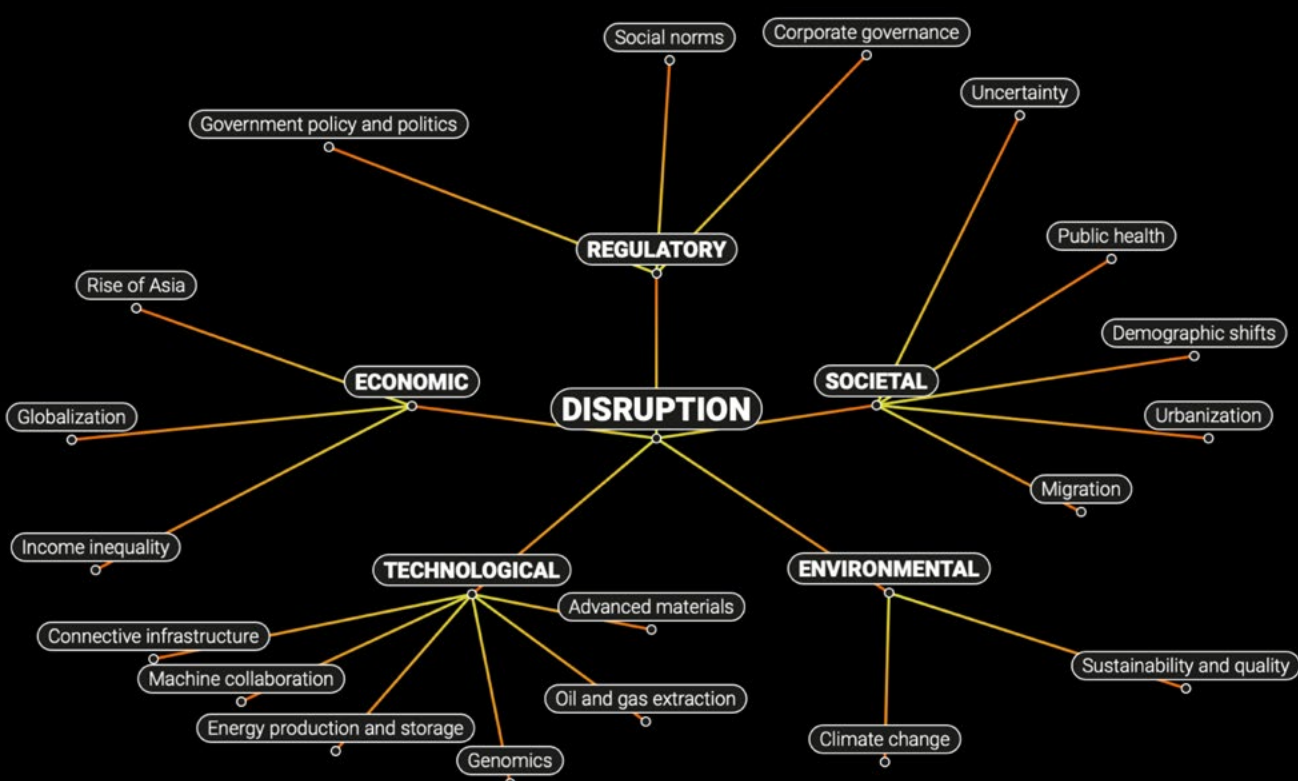 Social norms
Corporate governance
Uncertainty
Government policy and politics
Public health
REGULATORY
Rise of Asia
Demographic shifts
ECONOMIC
SOCIETAL
DISRUPTION
Globalization
Urbanization
Migration
Income inequality
TECHNOLOGICAL
ENVIRONMENTAL
Advanced materials
Connective infrastructure
Sustainability and quality
Machine collaboration
Oil and gas extraction
Energy production and storage
Climate change
Genomics